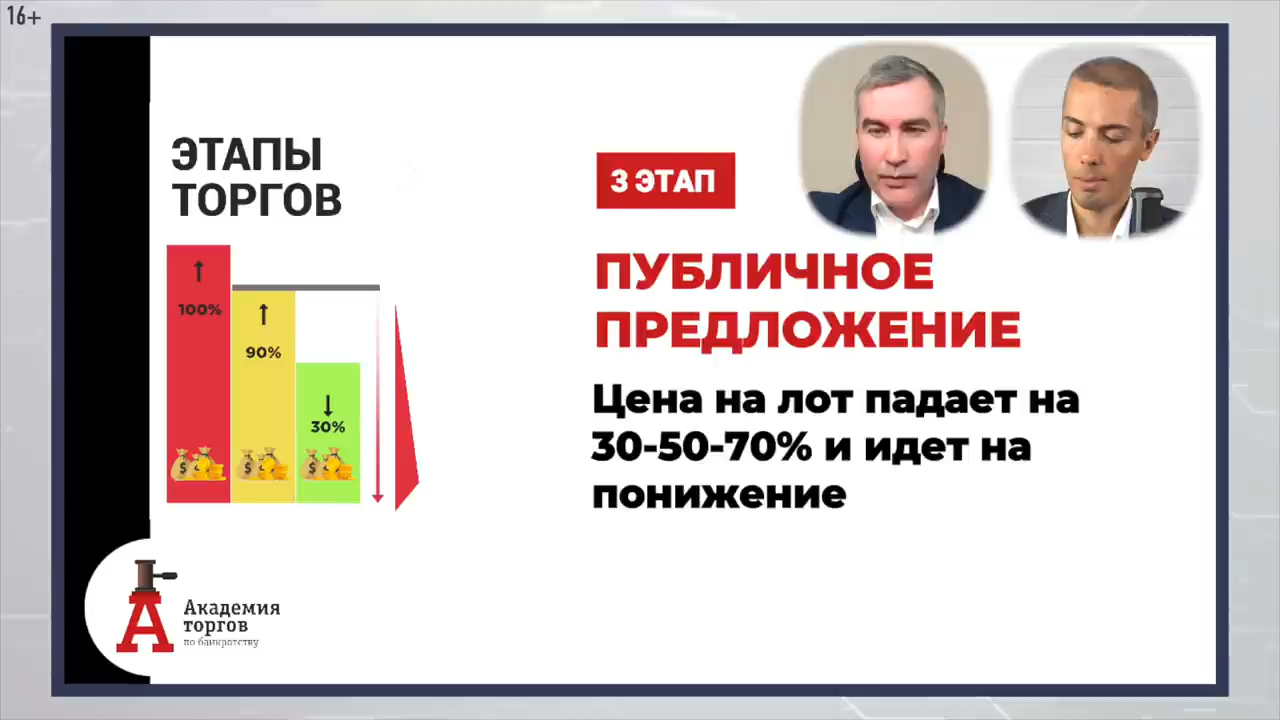 16+
ЭТАПЫ
ТОРГОВ
100%
90%
30%
3 ЭТАП
ПУБЛИЧНОЕ
ПРЕДЛОЖЕНИЕ
Цена на лот падает на
30-50-70% и идет на
понижение
Академия
торгов
по банкротству